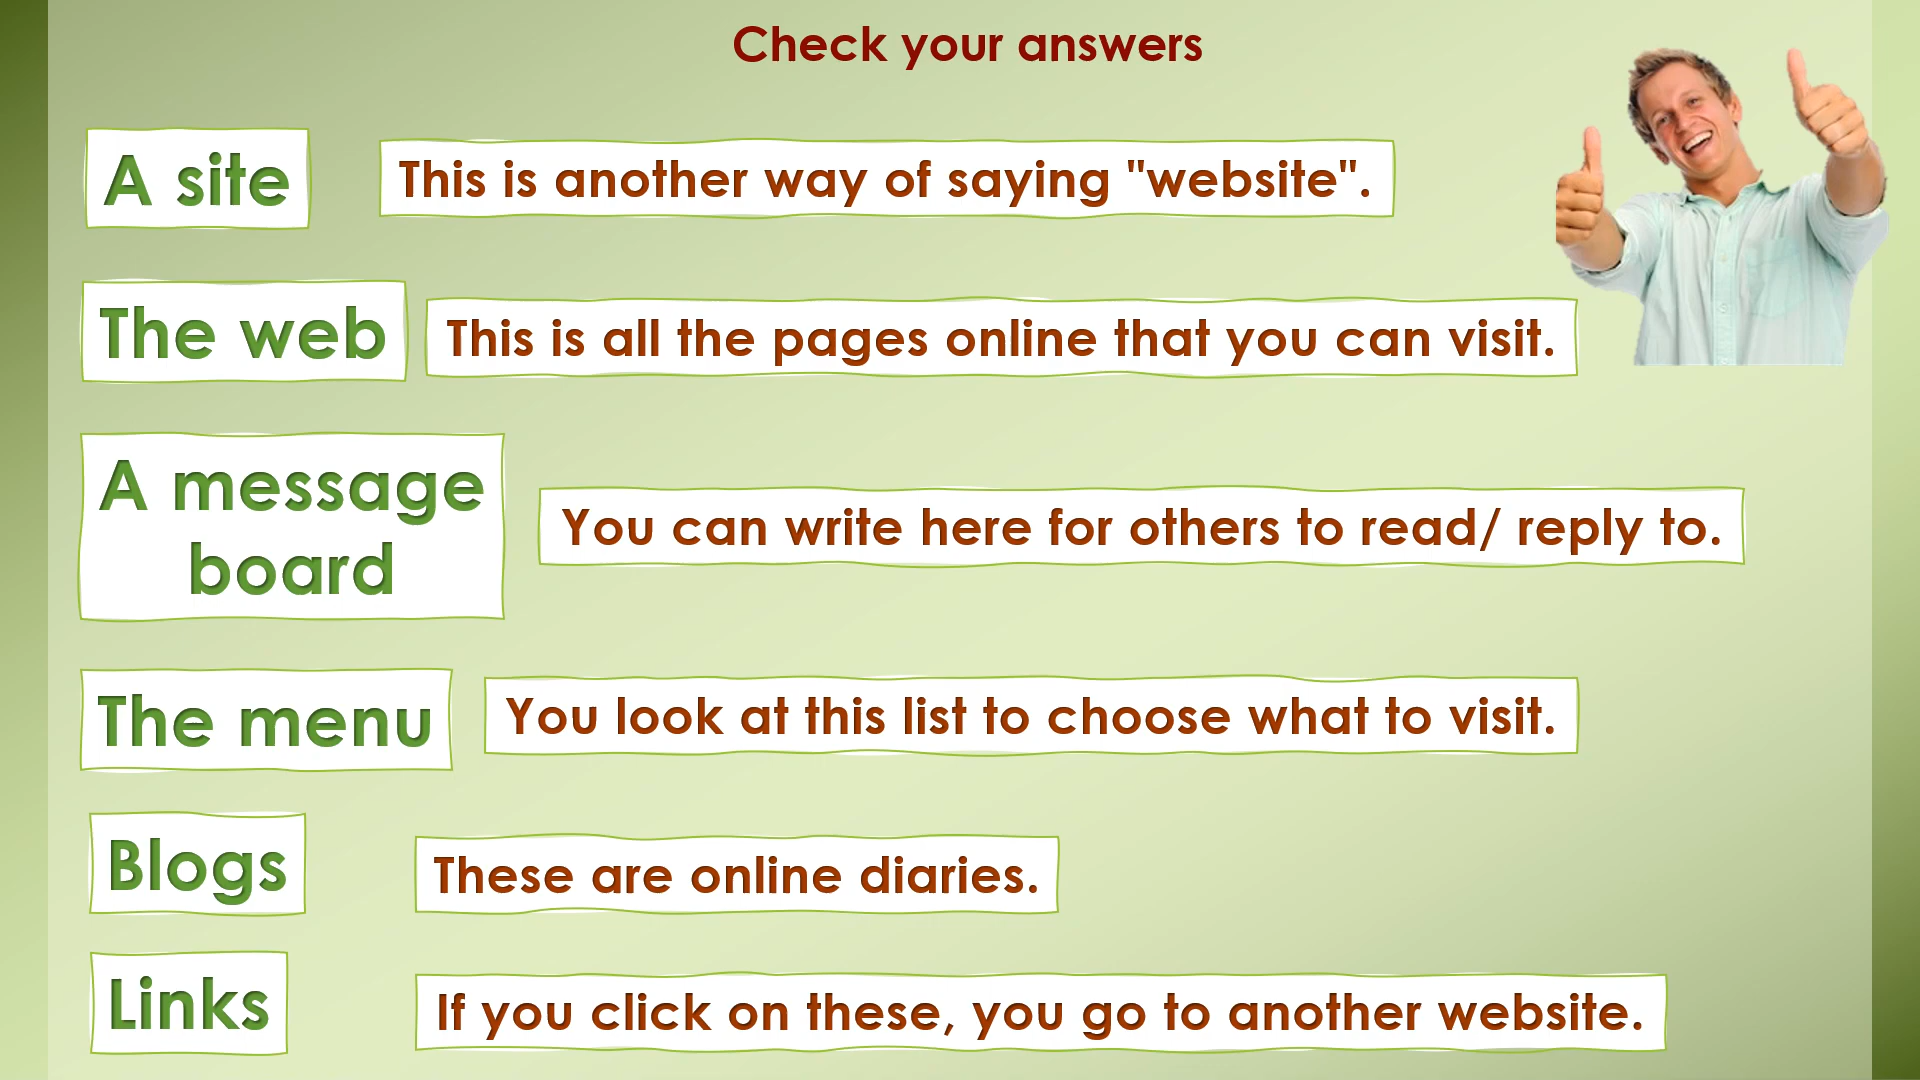 Check your answers
A site
This is another way of saying "website".
The web
This is all the pages online that you can visit.
A message
board
You can write here for others to read/ reply to.
The menu
You look at this list to choose what to visit.
Blogs
These are online diaries.
Links
If you click on these, you go to another website.